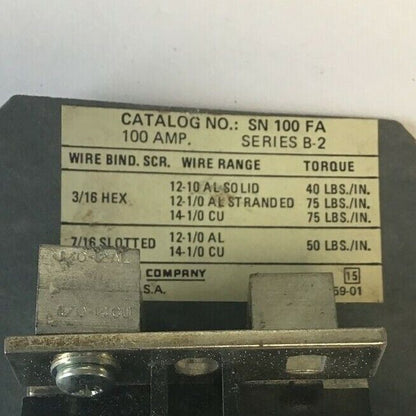 CATALOG NO.: SN 100 FA
100 AMP. SERIES B-2
WIRE BIND. SCR. WIRE RANGE TORQUE
3/16 HEX
12-10 AL SOLID 40 LBS./IN.
12-1/0 AL STRANDED 75 LBS./IN.
14-1/0 CU 75 LBS./IN.
7/16 SLOTTED
12-1/0 AL 50 LBS./IN.
14-1/0 CU
COMPANY 15
S.A. 59-01